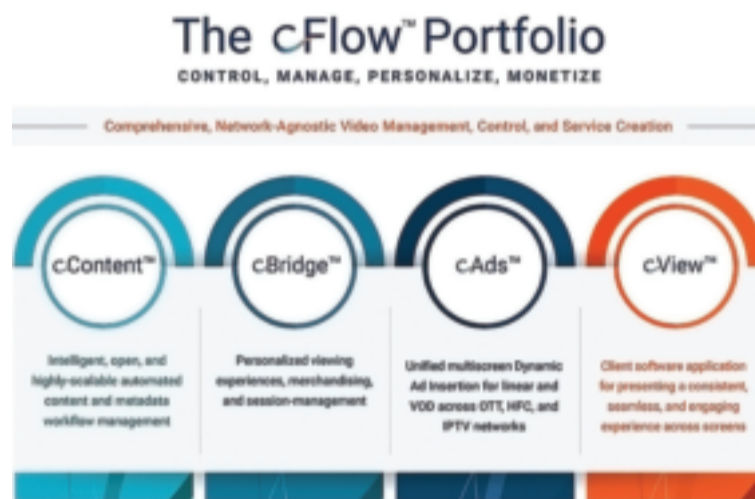 The cFlow™ Portfolio
CONTROL, MANAGE, PERSONALIZE, MONETIZE
Comprehensive, Network-Agnostic Video Management, Control, and Service Creation
cContent™
cBridge™
cAds™
cView™
Intelligent, open, and
highly-scalable automated
content and metadata
workflow management
Personalized viewing
experiences, merchandising,
and session-management
Unified multiscreen Dynamic
Ad Insertion for linear and
VOD across OTT, HFC, and
IPTV networks
Client software application
for presenting a consistent,
seamless, and engaging
experience across screens